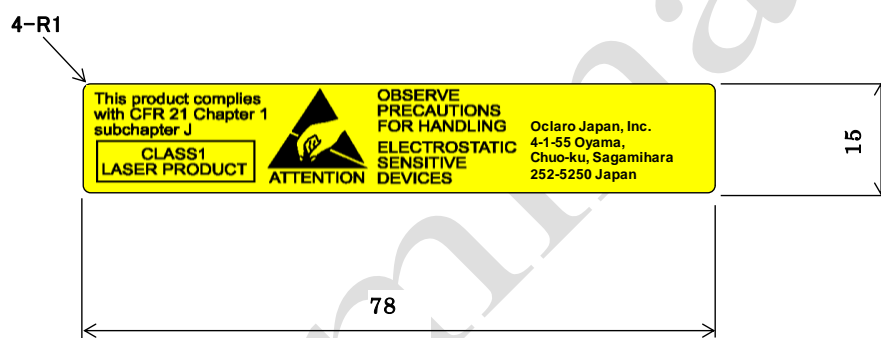 4-R1
This product complies
with CFR 21 Chapter 1
subchapter J
CLASS1
LASER PRODUCT
ATTENTION
OBSERVE
PRECAUTIONS
FOR HANDLING
ELECTROSTATIC
SENSITIVE
DEVICES
Oclaro Japan, Inc.
4-1-55 Oyama,
Chuo-ku, Sagamihara
252-5250 Japan
15
78